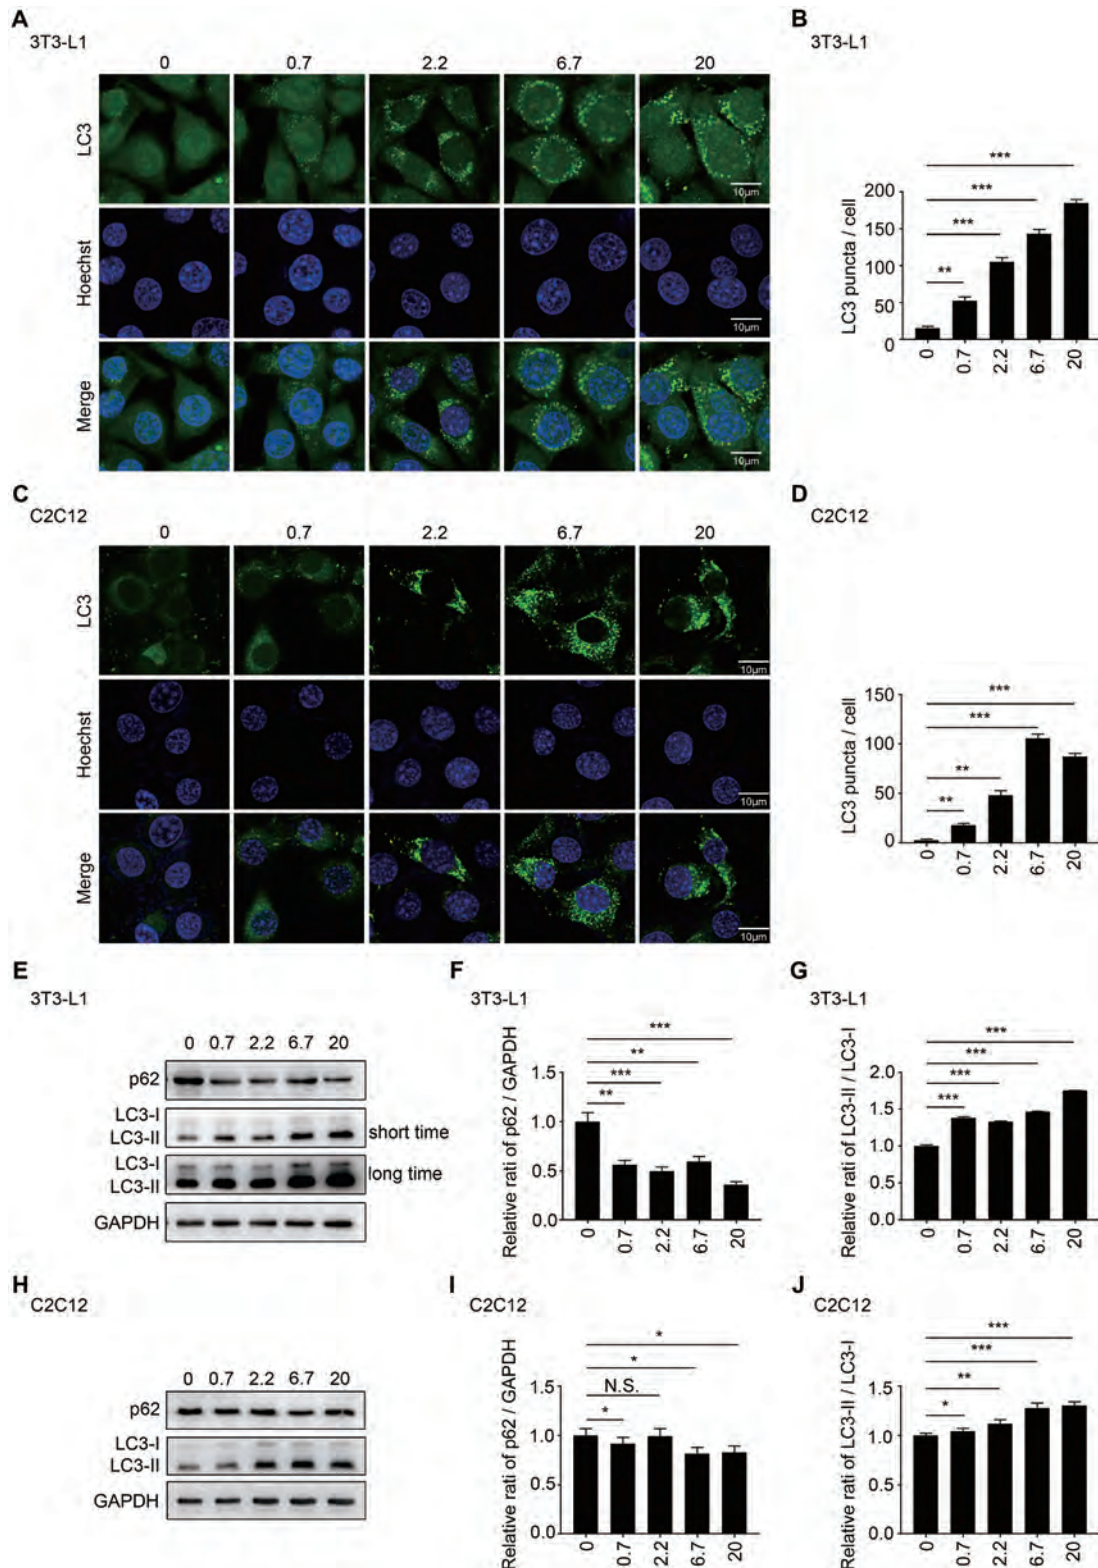 A
3T3-L1
0 0.7 2.2 6.7 20
LC3
10μm
Hoechst
10μm
Merge
10μm
B
3T3-L1
LC3 puncta / cell
200
150
100
50
0
***
***
***
**
0 0.7 2.2 6.7 20
C
C2C12
0 0.7 2.2 6.7 20
LC3
10μm
Hoechst
10μm
Merge
10μm
D
C2C12
LC3 puncta / cell
150
100
50
0
***
***
**
**
0 0.7 2.2 6.7 20
E
3T3-L1
0 0.7 2.2 6.7 20
p62
LC3-I
LC3-II
short time
LC3-I
LC3-II
long time
GAPDH
F
3T3-L1
Relative rati of p62 / GAPDH
1.5
1.0
0.5
0.0
***
**
***
**
0 0.7 2.2 6.7 20
G
3T3-L1
Relative rati of LC3-II / LC3-I
2.0
1.5
1.0
0.5
0.0
***
***
***
***
0 0.7 2.2 6.7 20
H
C2C12
0 0.7 2.2 6.7 20
p62
LC3-I
LC3-II
GAPDH
I
C2C12
Relative rati of p62 / GAPDH
1.5
1.0
0.5
0.0
*
*
N.S.
*
0 0.7 2.2 6.7 20
J
C2C12
Relative rati of LC3-II / LC3-I
1.5
1.0
0.5
0.0
***
***
**
*
0 0.7 2.2 6.7 20